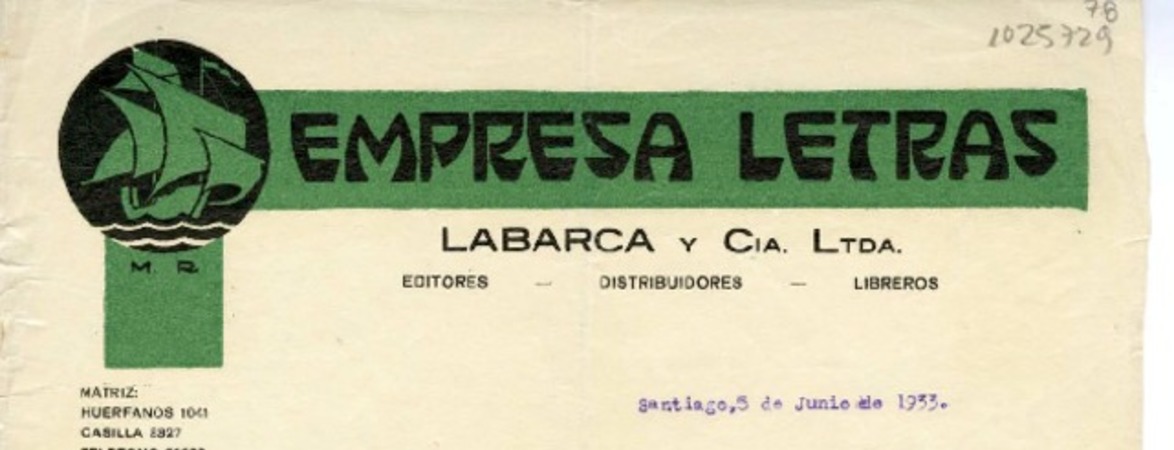 78
1025729
EMPRESA LETRAS
LABARCA Y CIA. LTDA.
M. R.
EDITORES — DISTRIBUIDORES — LIBREROS
MATRIZ:
HUERFANOS 1041
Santiago, 5 de Junio de 1933.
CASILLA 3327